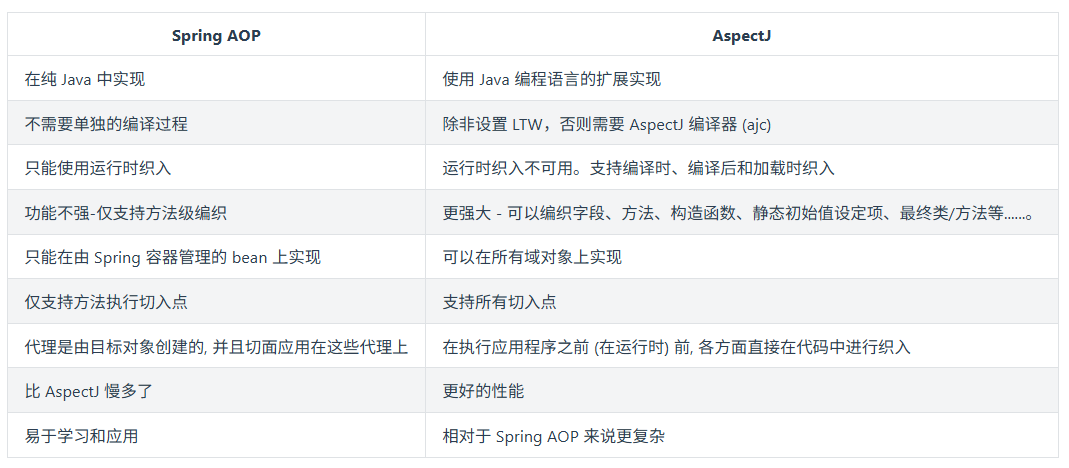 Spring AOP
AspectJ
在纯 Java 中实现
使用 Java 编程语言的扩展实现
不需要单独的编译过程
除非设置 LTW，否则需要 AspectJ 编译器 (ajc)
只能使用运行时织入
运行时织入不可用。支持编译时、编译后和加载时织入
功能不强-仅支持方法级编织
更强大 - 可以编织字段、方法、构造函数、静态初始值设定项、最终类/方法等......。
只能在由 Spring 容器管理的 bean 上实现
可以在所有域对象上实现
仅支持方法执行切入点
支持所有切入点
代理是由目标对象创建的, 并且切面应用在这些代理上
在执行应用程序之前 (在运行时) 前, 各方面直接在代码中进行织入
比 AspectJ 慢多了
更好的性能
易于学习和应用
相对于 Spring AOP 来说更复杂